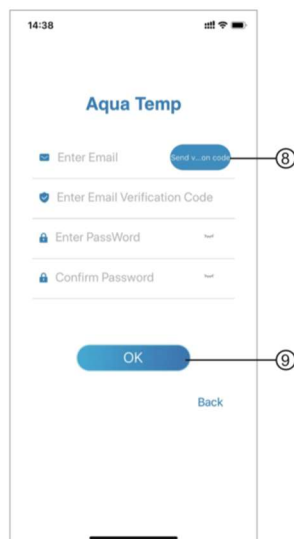 14:38
Aqua Temp
Enter Email
Send v...on code
⑧
Enter Email Verification Code
Enter PassWord
Confirm Password
OK
⑨
Back